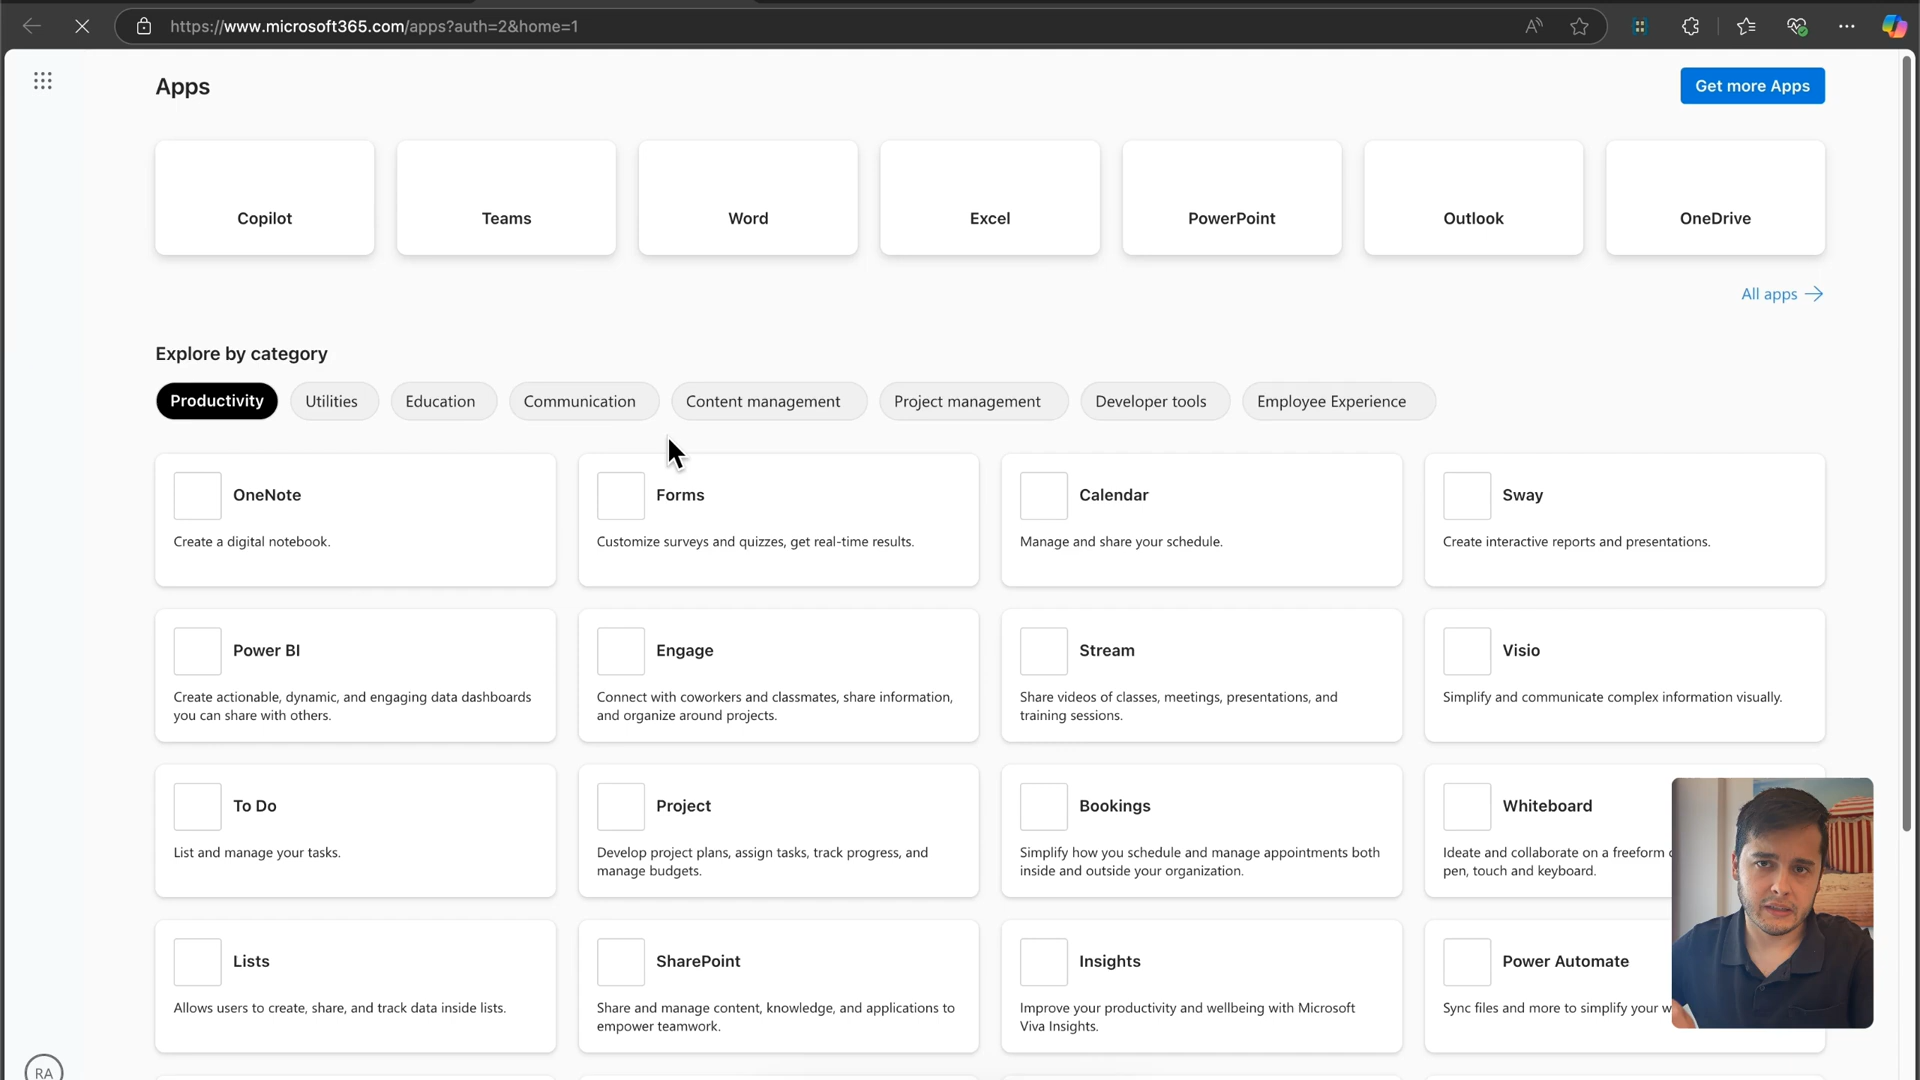 https://www.microsoft365.com/apps?auth=2&home=1
Apps
Get more Apps
Copilot
Teams
Word
Excel
PowerPoint
Outlook
OneDrive
All apps
Explore by category
Productivity
Utilities
Education
Communication
Content management
Project management
Developer tools
Employee Experience
OneNote
Create a digital notebook.
Forms
Customize surveys and quizzes, get real-time results.
Calendar
Manage and share your schedule.
Sway
Create interactive reports and presentations.
Power BI
Create actionable, dynamic, and engaging data dashboards
you can share with others.
Engage
Connect with coworkers and classmates, share information,
and organize around projects.
Stream
Share videos of classes, meetings, presentations, and
training sessions.
Visio
Simplify and communicate complex information visually.
To Do
List and manage your tasks.
Project
Develop project plans, assign tasks, track progress, and
manage budgets.
Bookings
Simplify how you schedule and manage appointments both
inside and outside your organization.
Whiteboard
Ideate and collaborate on a freeform
pen, touch and keyboard.
Lists
Allows users to create, share, and track data inside lists.
SharePoint
Share and manage content, knowledge, and applications to
empower teamwork.
Insights
Improve your productivity and wellbeing with Microsoft
Viva Insights.
Power Automate
Sync files and more to simplify your
RA